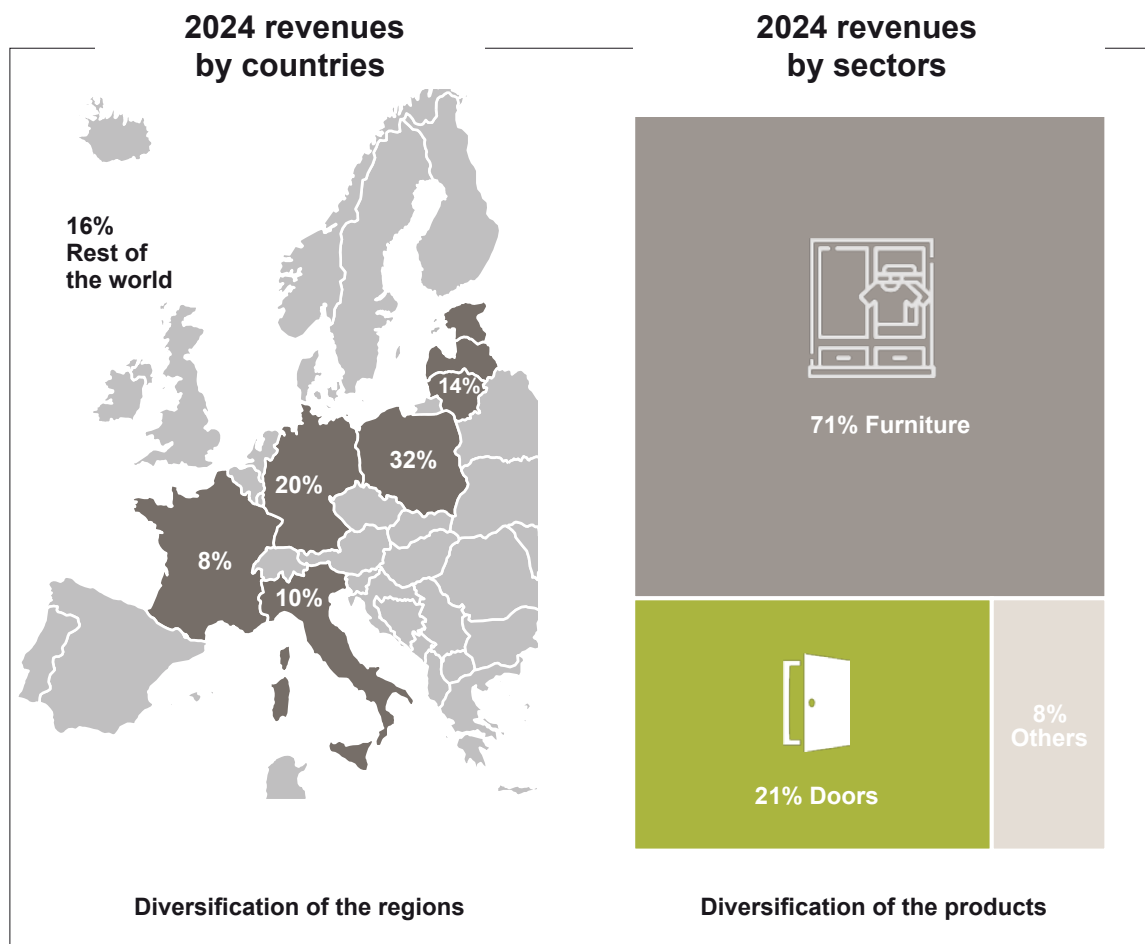 2024 revenues
by countries
16%
Rest of
the world
14%
32%
20%
8%
10%
Diversification of the regions
2024 revenues
by sectors
71% Furniture
21% Doors
8%
Others
Diversification of the products